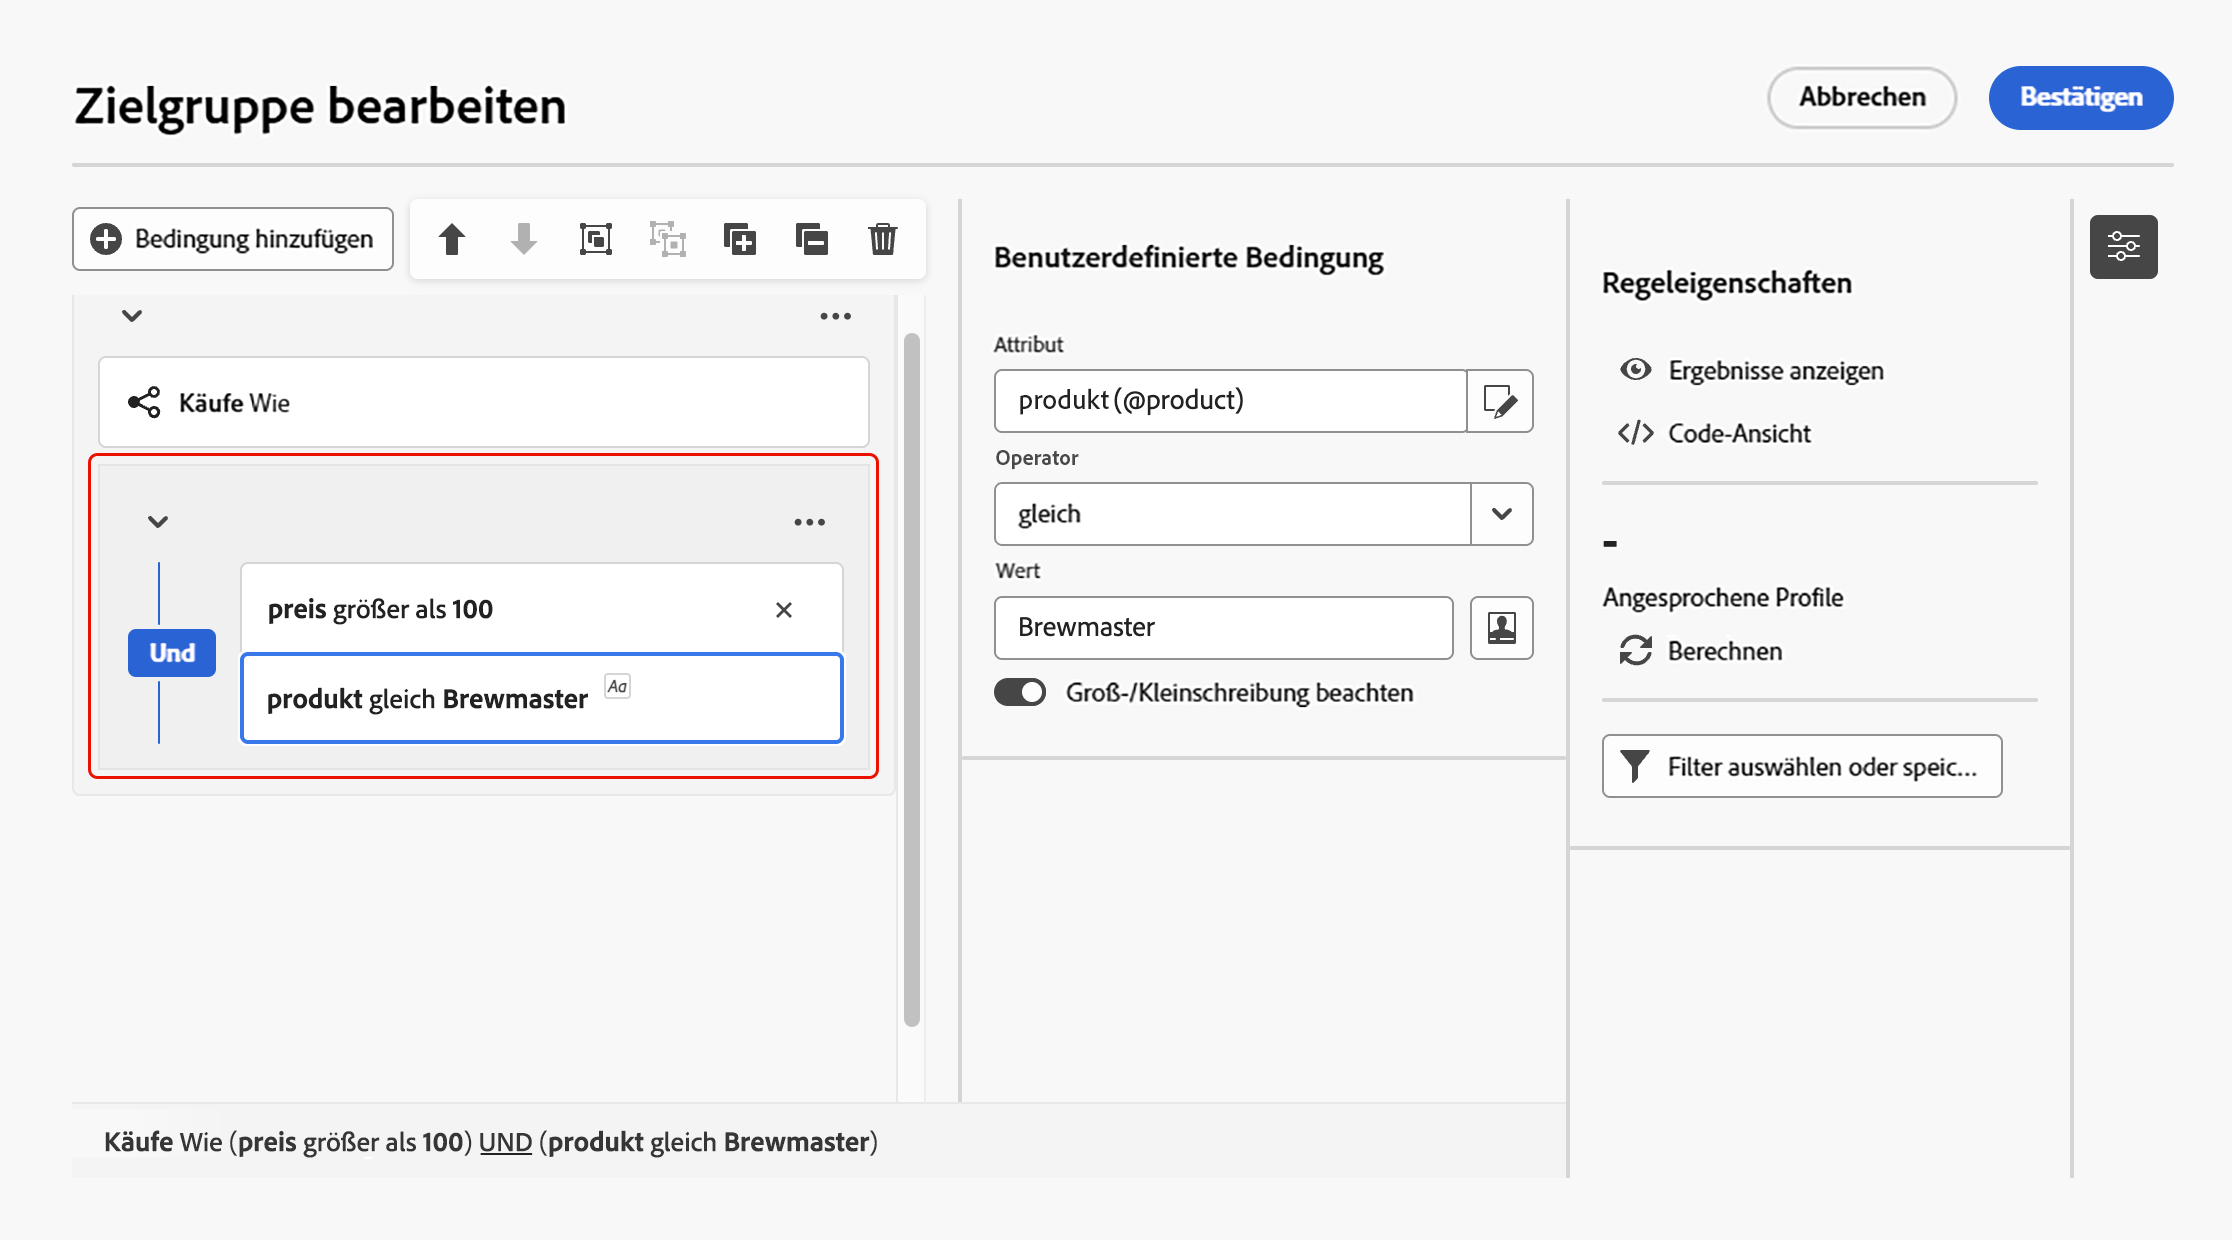 Zielgruppe bearbeiten
Abbrechen
Bestätigen
Bedingung hinzufügen
Käufe Wie
Und
preis größer als 100
produkt gleich Brewmaster Aa
Käufe Wie (preis größer als 100) UND (produkt gleich Brewmaster)
Benutzerdefinierte Bedingung
Attribut
produkt (@product)
Operator
gleich
Wert
Brewmaster
Groß-/Kleinschreibung beachten
Regeleigenschaften
Ergebnisse anzeigen
Code-Ansicht
-
Angesprochene Profile
Berechnen
Filter auswählen oder speic...